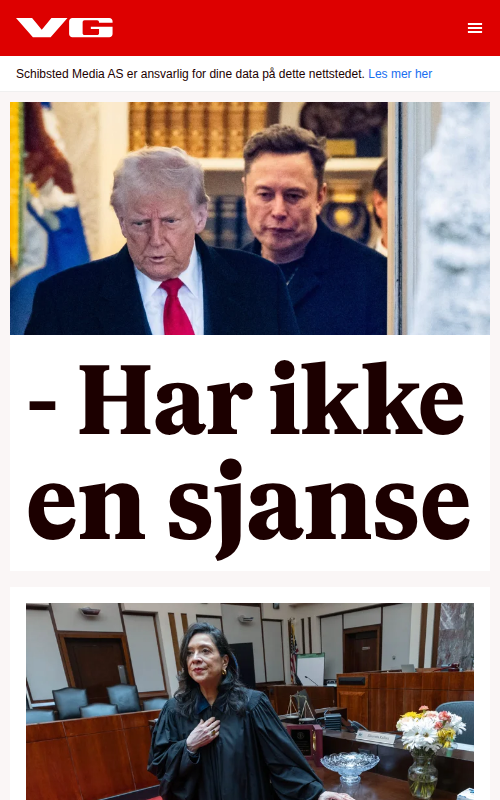 VG
Schibsted Media AS er ansvarlig for dine data på dette nettstedet. Les mer her
- Har ikke
en sjanse